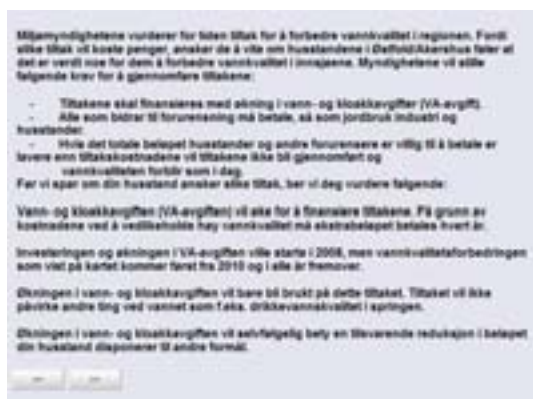 Miljømyndighetene vurderer for tiden tiltak for å forbedre vannkvalitet i regionen. Fordi
slike tiltak vil koste penger, ønsker de å vite om husstandene i Østfold/Akershus føler at
det er verdt noe for dem å forbedre vannkvalitet i innsjøene. Myndighetene vil stille
følgende krav for å gjennomføre tiltakene:
- Tiltakene skal finansieres med økning i vann- og kloakkavgifter (VA-avgift).
- Alle som bidrar til forurensning må betale, så som jordbruk industri og
husstander.
- Hvis det totale beløpet husstander og andre forurensere er villig til å betale er
lavere enn tiltakskostnadene vil tiltakene ikke bli gjennomført og
vannkvaliteten forblir som i dag.
Før vi spør om din husstand ønsker slike tiltak, ber vi deg vurdere følgende:
Vann- og kloakkavgiften (VA-avgiften) vil øke for å finansiere tiltakene. På grunn av
kostnadene ved å vedlikeholde høy vannkvalitet må ekstrabeløpet betales hvert år.
Investeringen og økningen i VA-avgiften ville starte i 2008, men vannkvalitetsforbedringen
som vist på kartet kommer først fra 2010 og i alle år fremover.
Økningen i vann- og kloakkavgiften vil bare bli brukt på dette tiltaket. Tiltaket vil ikke
påvirke andre ting ved vannet som f.eks. drikkevannskvalitet i springen.
Økningen i vann- og kloakkavgiften vil selvfølgelig bety en tilsvarende reduksjon i beløpet
din husstand disponerer til andre formål.